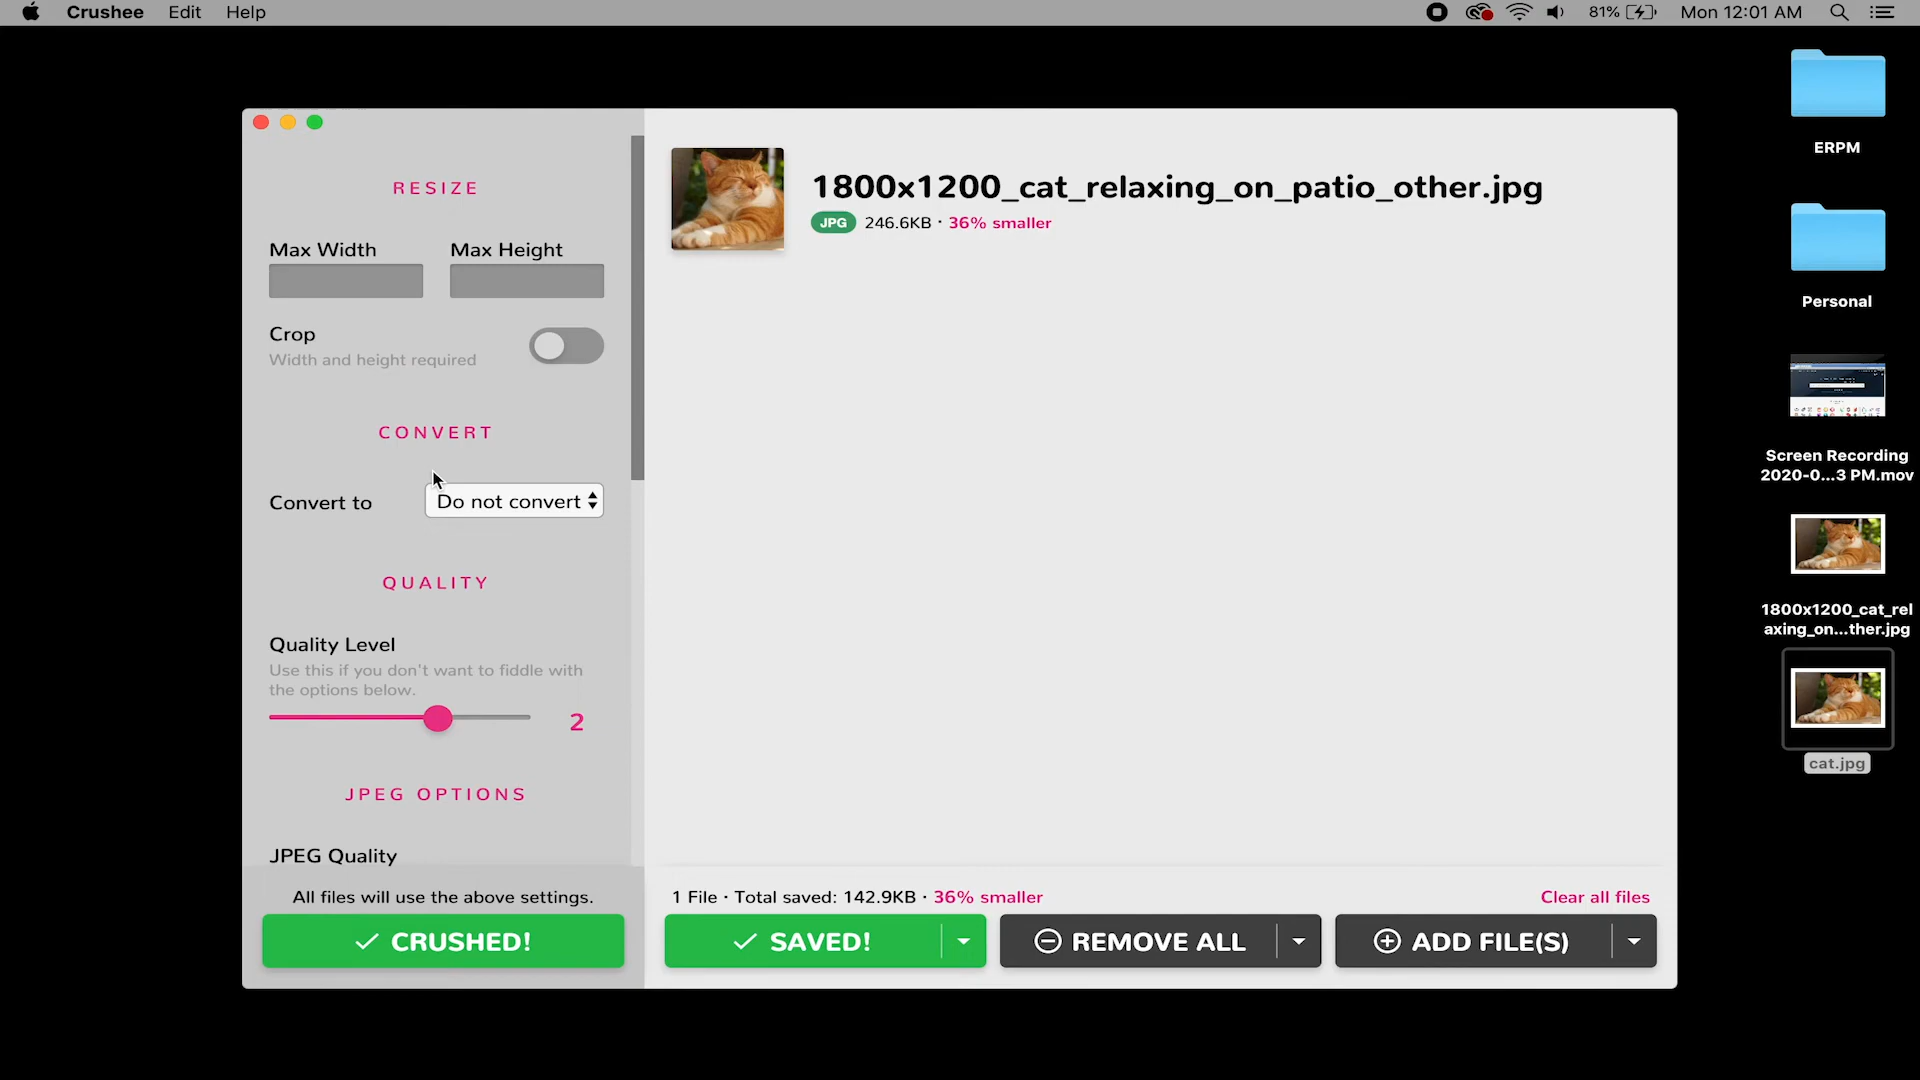 Crushee Edit Help
81% Mon 12:01 AM
ERPM
Personal
Screen Recording
2020-0...3 PM.mov
1800x1200_cat_rel
axing_on...ther.jpg
cat.jpg
RESIZE
Max Width Max Height
Crop
Width and height required
CONVERT
Convert to Do not convert
QUALITY
Quality Level
Use this if you don't want to fiddle with
the options below.
2
JPEG OPTIONS
JPEG Quality
All files will use the above settings.
CRUSHED!
1800x1200_cat_relaxing_on_patio_other.jpg
JPG 246.6KB · 36% smaller
1 File · Total saved: 142.9KB · 36% smaller
Clear all files
SAVED!
REMOVE ALL
ADD FILE(S)